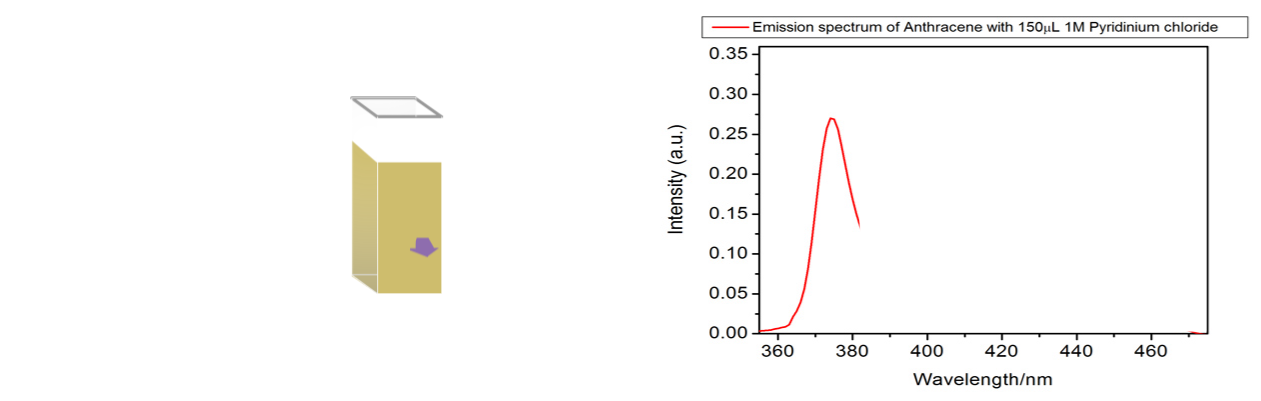 Emission spectrum of Anthracene with 150μL 1M Pyridinium chloride
0.35
0.30
0.25
0.20
0.15
0.10
0.05
0.00
Intensity (a.u.)
360 380 400 420 440 460
Wavelength/nm